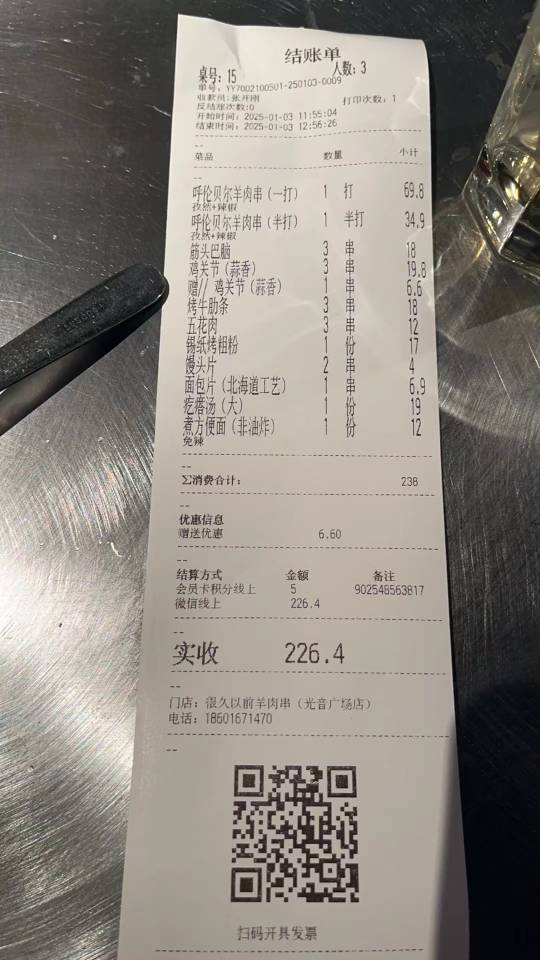 结账单
桌号: 15 人数: 3
单号: YY7002100501-250103-0009
收款员:张开刚 打印次数: 1
反结账次数:0
开始时间: 2025-01-03 11:55:04
结束时间: 2025-01-03 12:56:26
--
菜品 数量 小计
--
呼伦贝尔羊肉串(一打) 1 打 69.8
孜然+辣椒
呼伦贝尔羊肉串(半打) 1 半打 34.9
孜然+辣椒
筋头巴脑 3 串 18
鸡关节(蒜香) 3 串 19.8
赠// 鸡关节(蒜香) 1 串 6.6
烤牛肋条 3 串 18
五花肉 3 串 12
锡纸烤粗粉 1 份 17
馒头片 2 串 4
面包片(北海道工艺) 1 串 6.9
疙瘩汤(大) 1 份 19
煮方便面(非油炸) 1 份 12
免辣
--
Σ消费合计: 238
--
优惠信息
赠送优惠 6.60
--
结算方式 金额 备注
会员卡积分线上 5 902548563817
微信线上 226.4
--
实收 226.4
--
门店: 很久以前羊肉串(光音广场店)
电话: 18601671470
--
扫码开具发票